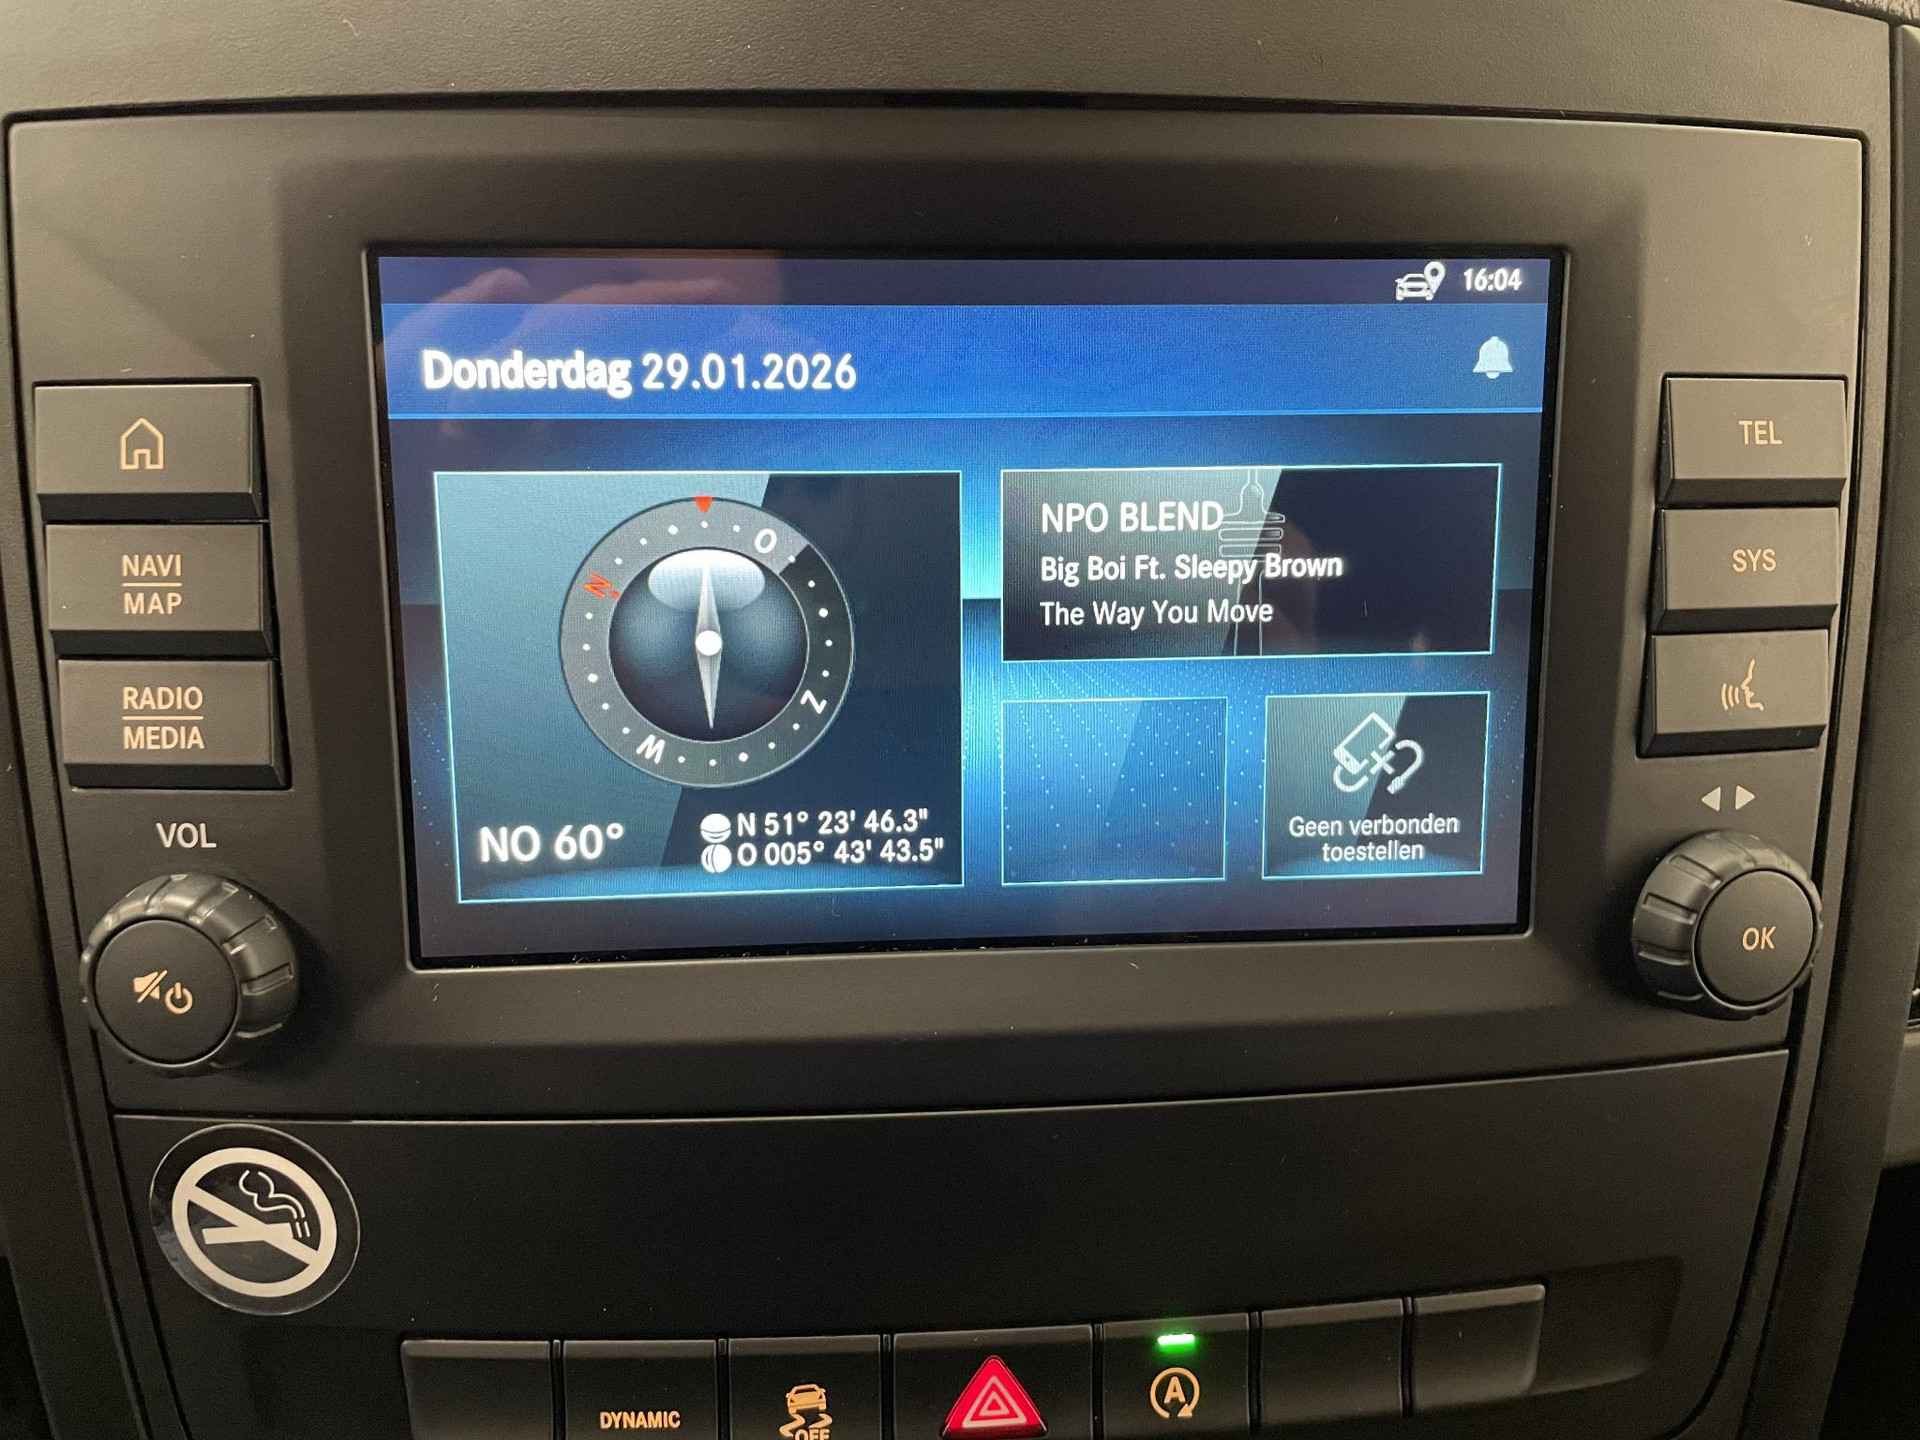 16:04
Donderdag 29.01.2026
NAVI
MAP
RADIO
MEDIA
VOL
TEL
SYS
OK
N
O
Z
W
NO 60°
N 51° 23' 46.3"
O 005° 43' 43.5"
NPO BLEND
Big Boi Ft. Sleepy Brown
The Way You Move
Geen verbonden
toestellen
DYNAMIC
OFF
A